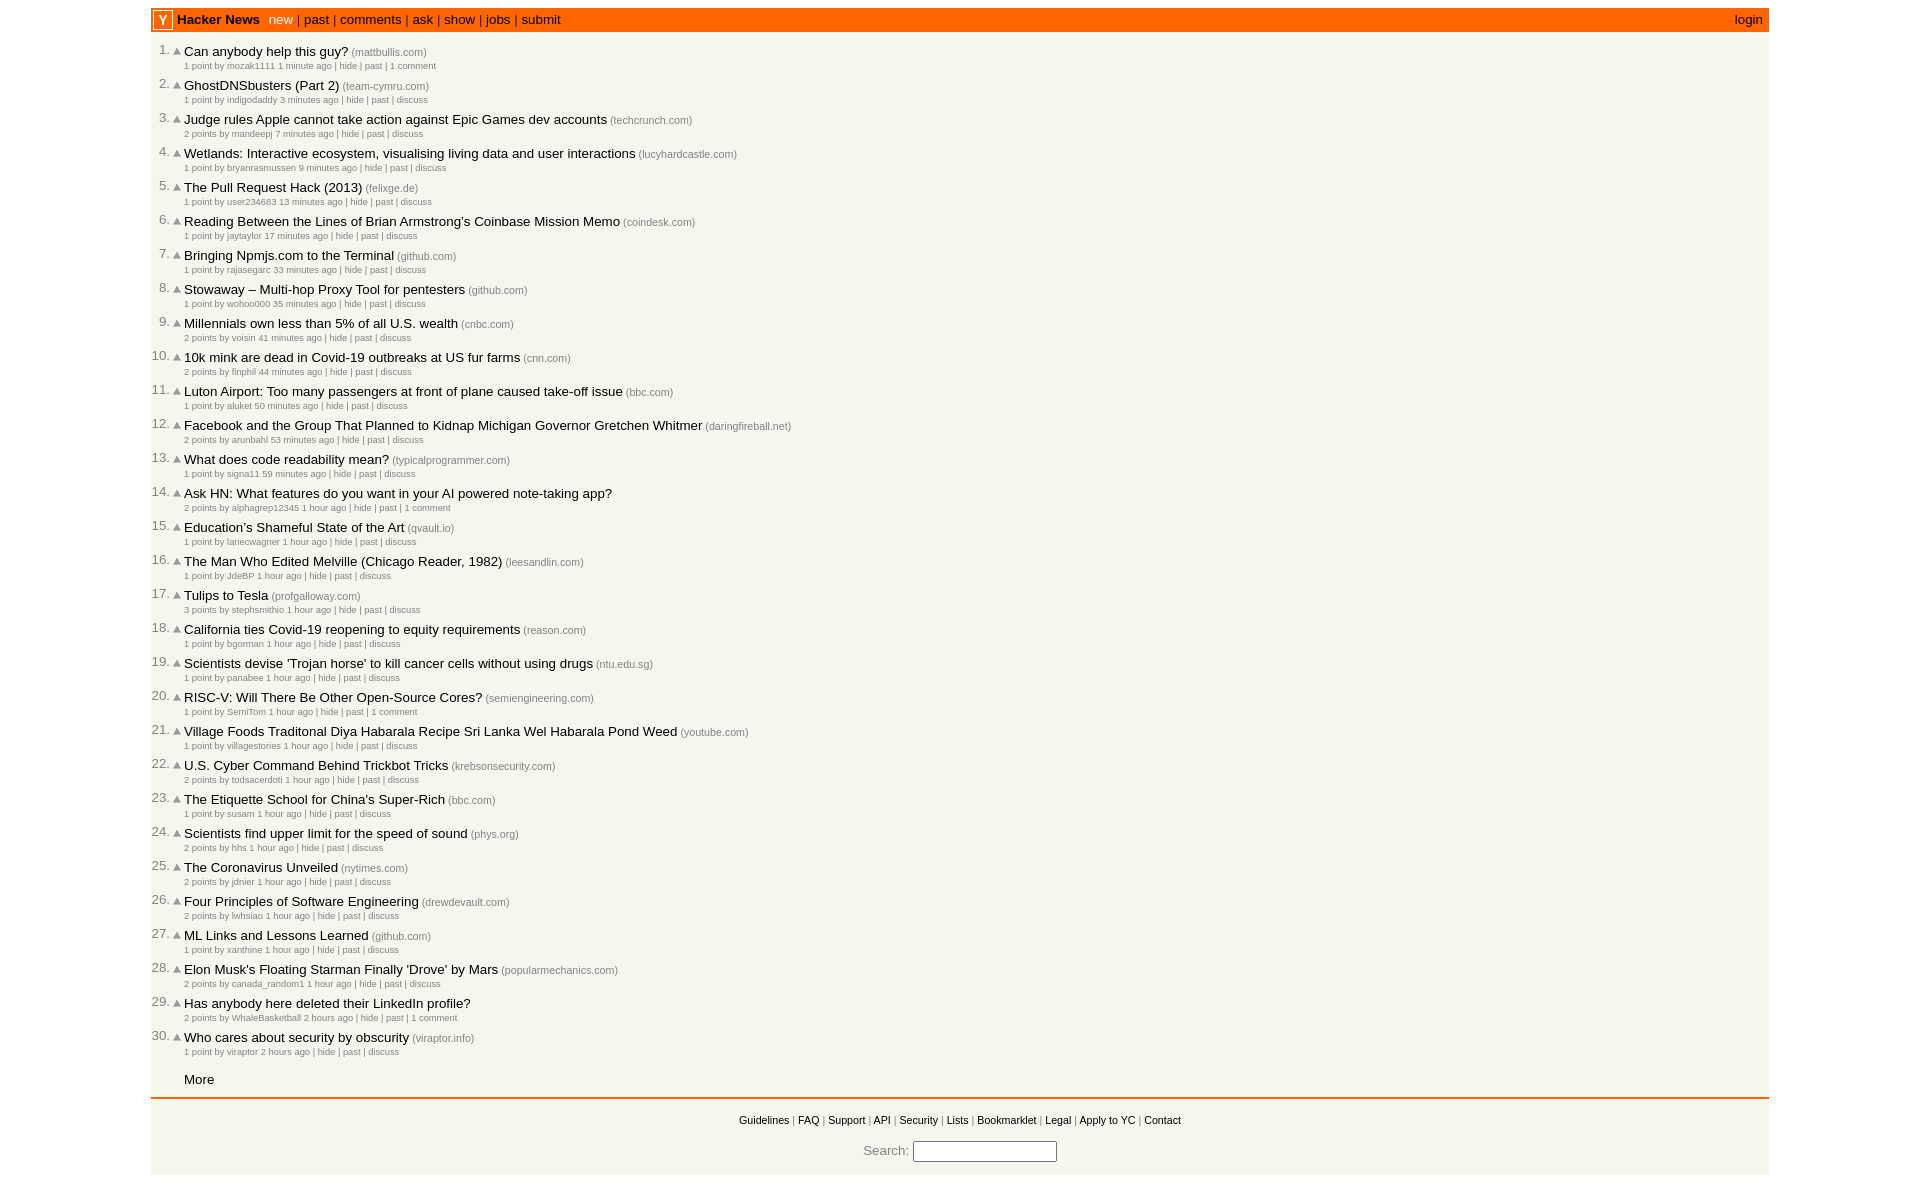 Y Hacker News new | past | comments | ask | show | jobs | submit login
1. Can anybody help this guy? (mattbullis.com)
1 point by mozak1111 1 minute ago | hide | past | 1 comment
2. GhostDNSbusters (Part 2) (team-cymru.com)
1 point by indigodaddy 3 minutes ago | hide | past | discuss
3. Judge rules Apple cannot take action against Epic Games dev accounts (techcrunch.com)
2 points by mandeepj 7 minutes ago | hide | past | discuss
4. Wetlands: Interactive ecosystem, visualising living data and user interactions (lucyhardcastle.com)
1 point by bryanrasmussen 9 minutes ago | hide | past | discuss
5. The Pull Request Hack (2013) (felixge.de)
1 point by user234683 13 minutes ago | hide | past | discuss
6. Reading Between the Lines of Brian Armstrong's Coinbase Mission Memo (coindesk.com)
1 point by jaytaylor 17 minutes ago | hide | past | discuss
7. Bringing Npmjs.com to the Terminal (github.com)
1 point by rajasegarc 33 minutes ago | hide | past | discuss
8. Stowaway – Multi-hop Proxy Tool for pentesters (github.com)
1 point by wohoo000 35 minutes ago | hide | past | discuss
9. Millennials own less than 5% of all U.S. wealth (cnbc.com)
2 points by voisin 41 minutes ago | hide | past | discuss
10. 10k mink are dead in Covid-19 outbreaks at US fur farms (cnn.com)
2 points by finphil 44 minutes ago | hide | past | discuss
11. Luton Airport: Too many passengers at front of plane caused take-off issue (bbc.com)
1 point by aluket 50 minutes ago | hide | past | discuss
12. Facebook and the Group That Planned to Kidnap Michigan Governor Gretchen Whitmer (daringfireball.net)
2 points by arunbahl 53 minutes ago | hide | past | discuss
13. What does code readability mean? (typicalprogrammer.com)
1 point by signa11 59 minutes ago | hide | past | discuss
14. Ask HN: What features do you want in your AI powered note-taking app?
2 points by alphagrep12345 1 hour ago | hide | past | 1 comment
15. Education's Shameful State of the Art (qvault.io)
1 point by lanecwagner 1 hour ago | hide | past | discuss
16. The Man Who Edited Melville (Chicago Reader, 1982) (leesandlin.com)
1 point by JdeBP 1 hour ago | hide | past | discuss
17. Tulips to Tesla (profgalloway.com)
3 points by stephsmithio 1 hour ago | hide | past | discuss
18. California ties Covid-19 reopening to equity requirements (reason.com)
1 point by bgorman 1 hour ago | hide | past | discuss
19. Scientists devise 'Trojan horse' to kill cancer cells without using drugs (ntu.edu.sg)
1 point by panabee 1 hour ago | hide | past | discuss
20. RISC-V: Will There Be Other Open-Source Cores? (semiengineering.com)
1 point by SemiTom 1 hour ago | hide | past | 1 comment
21. Village Foods Traditonal Diya Habarala Recipe Sri Lanka Wel Habarala Pond Weed (youtube.com)
1 point by villagestories 1 hour ago | hide | past | discuss
22. U.S. Cyber Command Behind Trickbot Tricks (krebsonsecurity.com)
2 points by todsacerdoti 1 hour ago | hide | past | discuss
23. The Etiquette School for China's Super-Rich (bbc.com)
1 point by susam 1 hour ago | hide | past | discuss
24. Scientists find upper limit for the speed of sound (phys.org)
2 points by hhs 1 hour ago | hide | past | discuss
25. The Coronavirus Unveiled (nytimes.com)
2 points by jdnier 1 hour ago | hide | past | discuss
26. Four Principles of Software Engineering (drewdevault.com)
2 points by lwhsiao 1 hour ago | hide | past | discuss
27. ML Links and Lessons Learned (github.com)
1 point by xanthine 1 hour ago | hide | past | discuss
28. Elon Musk's Floating Starman Finally 'Drove' by Mars (popularmechanics.com)
2 points by canada_random1 1 hour ago | hide | past | discuss
29. Has anybody here deleted their LinkedIn profile?
2 points by WhaleBasketball 2 hours ago | hide | past | 1 comment
30. Who cares about security by obscurity (viraptor.info)
1 point by viraptor 2 hours ago | hide | past | discuss
More
Guidelines | FAQ | Support | API | Security | Lists | Bookmarklet | Legal | Apply to YC | Contact
Search: